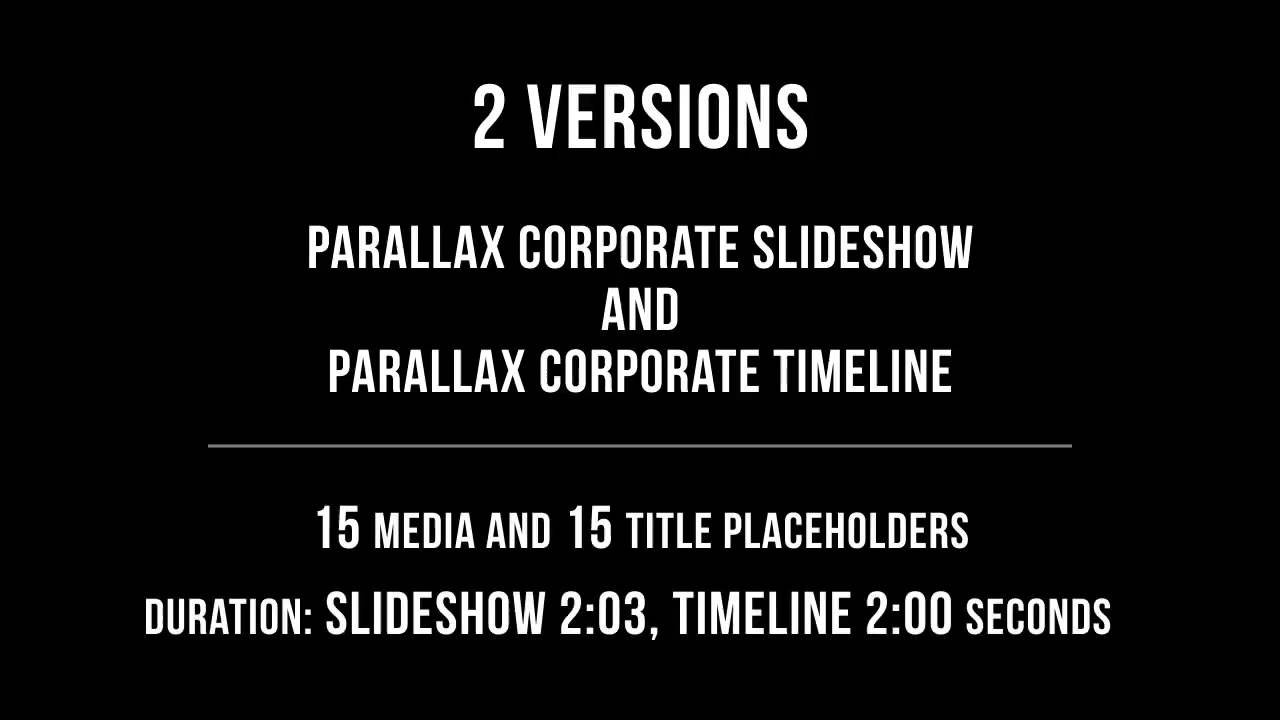 2 VERSIONS
PARALLAX CORPORATE SLIDESHOW
AND
PARALLAX CORPORATE TIMELINE
15 MEDIA AND 15 TITLE PLACEHOLDERS
DURATION: SLIDESHOW 2:03, TIMELINE 2:00 SECONDS